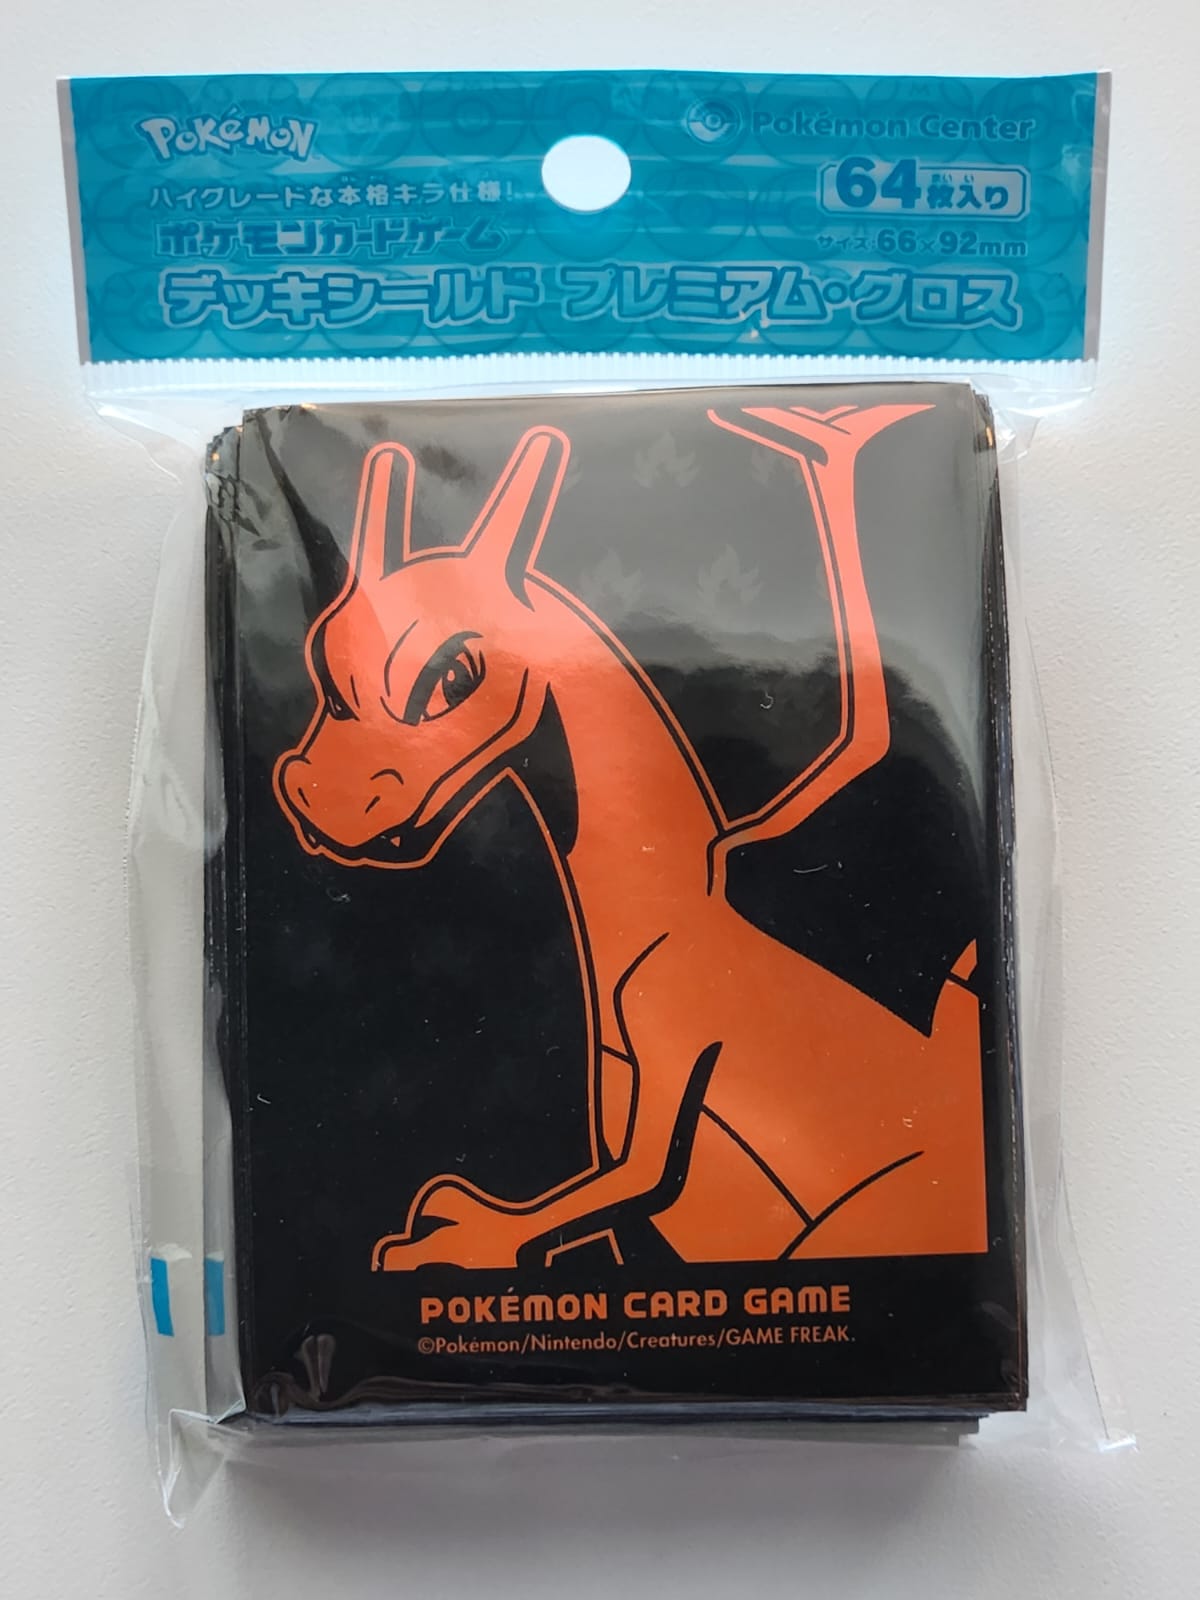 POKéMON
Pokémon Center
ハイグレードな本格キラ仕様!
64枚入り
まい い
ポケモンカードゲーム
サイズ:66×92mm
デッキシールド プレミアム・グロス
POKÉMON CARD GAME
©Pokémon/Nintendo/Creatures/GAME FREAK.